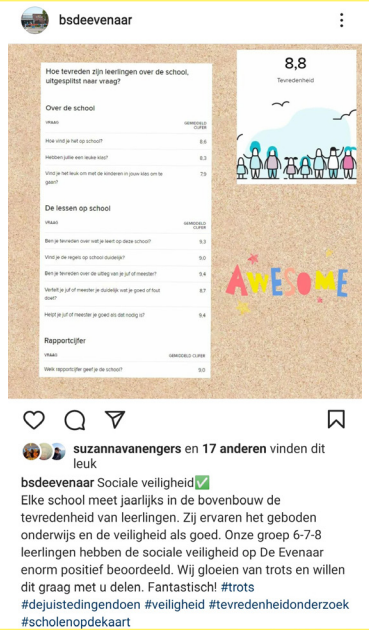 bsdeevenaar
Hoe tevreden zijn leerlingen over de school,
uitgesplitst naar vraag?
Over de school
VRAAG
GEMIDDELD
CIJFER
Hoe vind je het op school?
8.6
Hebben jullie een leuke klas?
8.3
Vind je het leuk om met de kinderen in jouw klas om te
gaan?
7.9
De lessen op school
VRAAG
GEMIDDELD
CIJFER
Ben je tevreden over wat je leert op deze school?
9.3
Vind je de regels op school duidelijk?
9.0
Ben je tevreden over de uitleg van je juf of meester?
9.4
Vertelt je juf of meester je duidelijk wat je goed of fout
doet?
8.7
Helpt je juf of meester je goed als dat nodig is?
9.4
Rapportcijfer
VRAAG
GEMIDDELD CIJFER
Welk rapportcijfer geef je de school?
9.0
8,8
Tevredenheid
AWESOME
suzannavanengers en 17 anderen vinden dit
leuk
bsdeevenaar Sociale veiligheid✅
Elke school meet jaarlijks in de bovenbouw de
tevredenheid van leerlingen. Zij ervaren het geboden
onderwijs en de veiligheid als goed. Onze groep 6-7-8
leerlingen hebben de sociale veiligheid op De Evenaar
enorm positief beoordeeld. Wij gloeien van trots en willen
dit graag met u delen. Fantastisch! #trots
#dejuistedingendoen #veiligheid #tevredenheidonderzoek
#scholenopdekaart